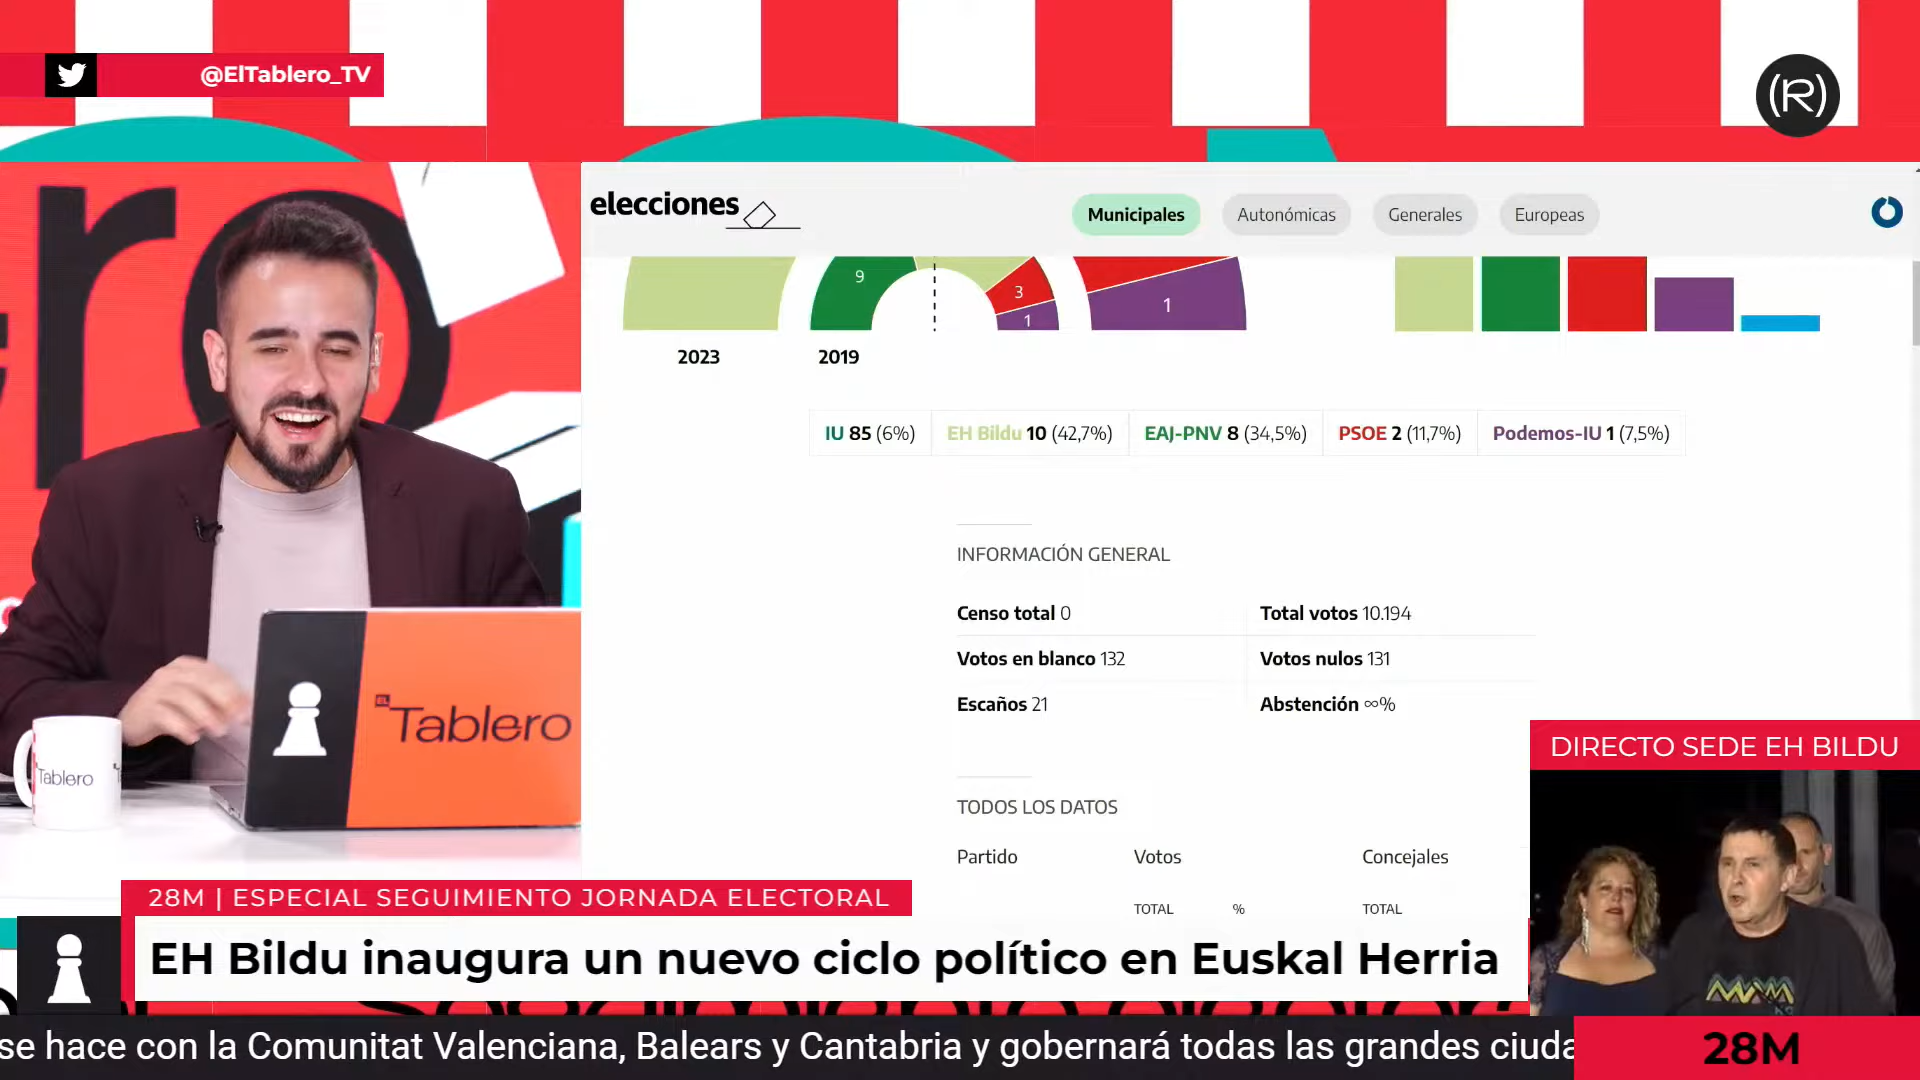 @ElTablero_TV
(R)
ro
elecciones
Municipales
Autonómicas
Generales
Europeas
9
3
1
1
2023
2019
IU 85 (6%)
EH Bildu 10 (42,7%)
EAJ-PNV 8 (34,5%)
PSOE 2 (11,7%)
Podemos-IU 1 (7,5%)
INFORMACIÓN GENERAL
Censo total 0
Total votos 10.194
Votos en blanco 132
Votos nulos 131
Escaños 21
Abstención ∞%
TODOS LOS DATOS
Partido
Votos
Concejales
TOTAL
%
TOTAL
EL
Tablero
Tablero
DIRECTO SEDE EH BILDU
28M | ESPECIAL SEGUIMIENTO JORNADA ELECTORAL
EH Bildu inaugura un nuevo ciclo político en Euskal Herria
se hace con la Comunitat Valenciana, Balears y Cantabria y gobernará todas las grandes ciuda
28M